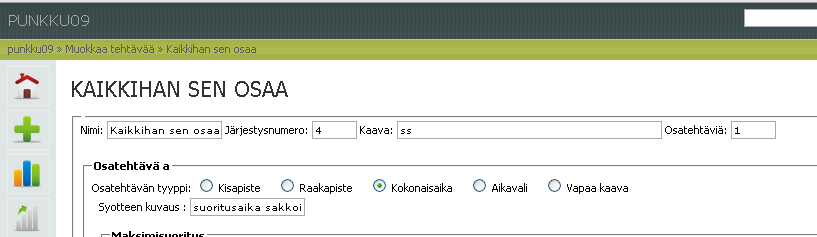 PUNKKU09
punkku09 » Muokkaa tehtävää » Kaikkihan sen osaa
KAIKKIHAN SEN OSAA
Nimi: Kaikkihan sen osaa Järjestysnumero: 4 Kaava: ss Osatehtäviä: 1
Osatehtävä a
Osatehtävän tyyppi: Kisapiste Raakapiste Kokonaisaika Aikavali Vapaa kaava
Syotteen kuvaus : suoritusaika sakkoi
Maksimisuoritus